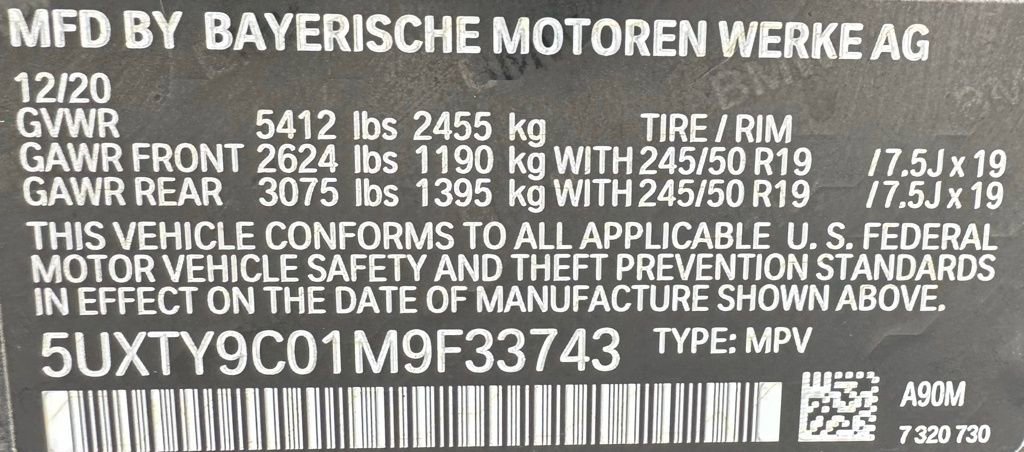 MFD BY BAYERISCHE MOTOREN WERKE AG
12/20
GVWR 5412 lbs 2455 kg TIRE / RIM
GAWR FRONT 2624 lbs 1190 kg WITH 245/50 R19 / 7.5J x 19
GAWR REAR 3075 lbs 1395 kg WITH 245/50 R19 / 7.5J x 19
THIS VEHICLE CONFORMS TO ALL APPLICABLE U. S. FEDERAL
MOTOR VEHICLE SAFETY AND THEFT PREVENTION STANDARDS
IN EFFECT ON THE DATE OF MANUFACTURE SHOWN ABOVE.
5UXTY9C01M9F33743 TYPE: MPV
A90M
7 320 730